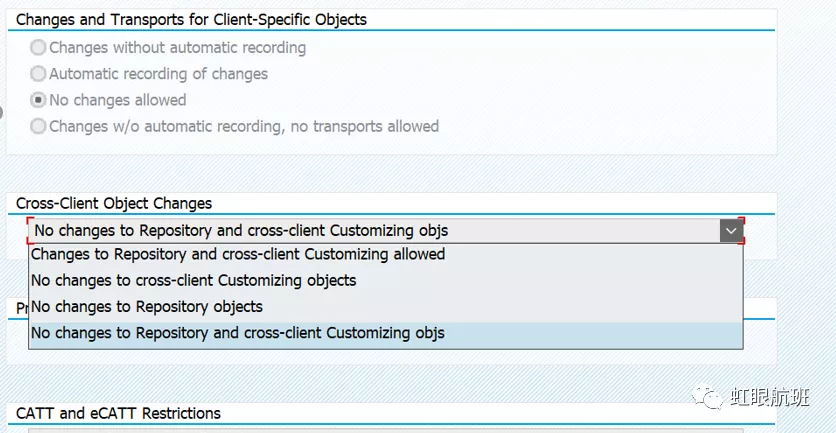 Changes and Transports for Client-Specific Objects
Changes without automatic recording
Automatic recording of changes
No changes allowed
Changes w/o automatic recording, no transports allowed
Cross-Client Object Changes
No changes to Repository and cross-client Customizing objs
Changes to Repository and cross-client Customizing allowed
No changes to cross-client Customizing objects
No changes to Repository objects
No changes to Repository and cross-client Customizing objs
CATT and eCATT Restrictions
虹眼航班